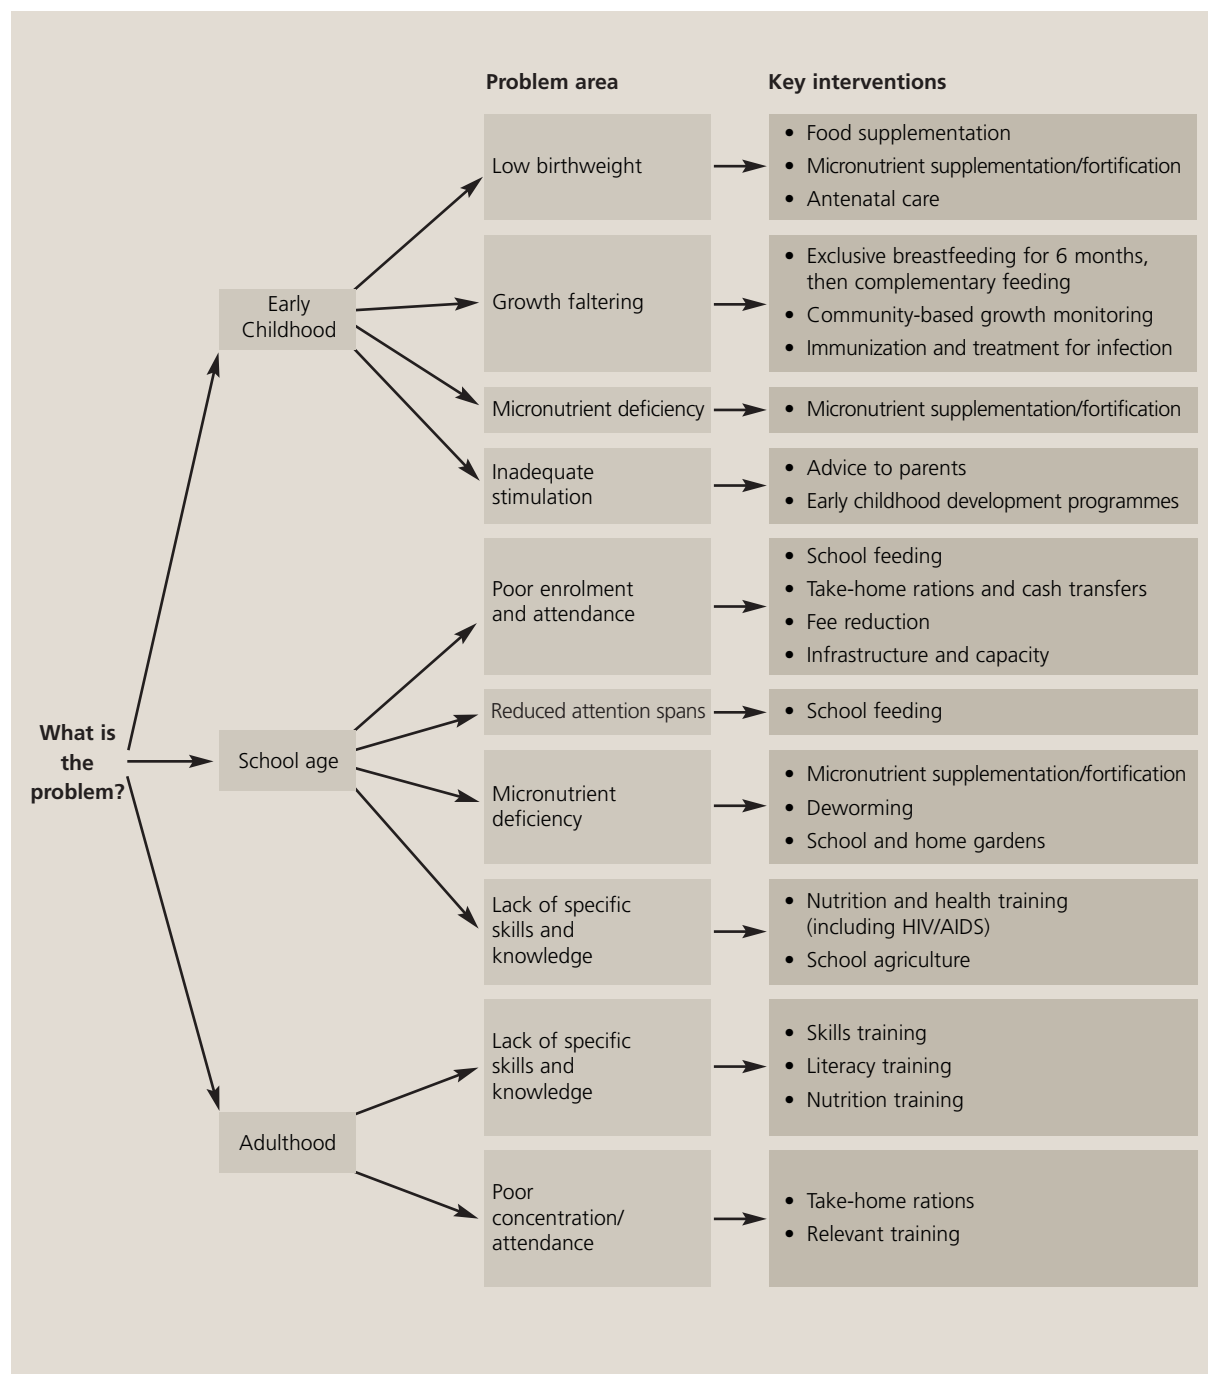 Problem area
Key interventions
What is
the
problem?
Early
Childhood
Low birthweight
• Food supplementation
• Micronutrient supplementation/fortification
• Antenatal care
Growth faltering
• Exclusive breastfeeding for 6 months,
then complementary feeding
• Community-based growth monitoring
• Immunization and treatment for infection
Micronutrient deficiency
• Micronutrient supplementation/fortification
Inadequate
stimulation
• Advice to parents
• Early childhood development programmes
School age
Poor enrolment
and attendance
• School feeding
• Take-home rations and cash transfers
• Fee reduction
• Infrastructure and capacity
Reduced attention spans
• School feeding
Micronutrient
deficiency
• Micronutrient supplementation/fortification
• Deworming
• School and home gardens
Lack of specific
skills and
knowledge
• Nutrition and health training
(including HIV/AIDS)
• School agriculture
Adulthood
Lack of specific
skills and
knowledge
• Skills training
• Literacy training
• Nutrition training
Poor
concentration/
attendance
• Take-home rations
• Relevant training